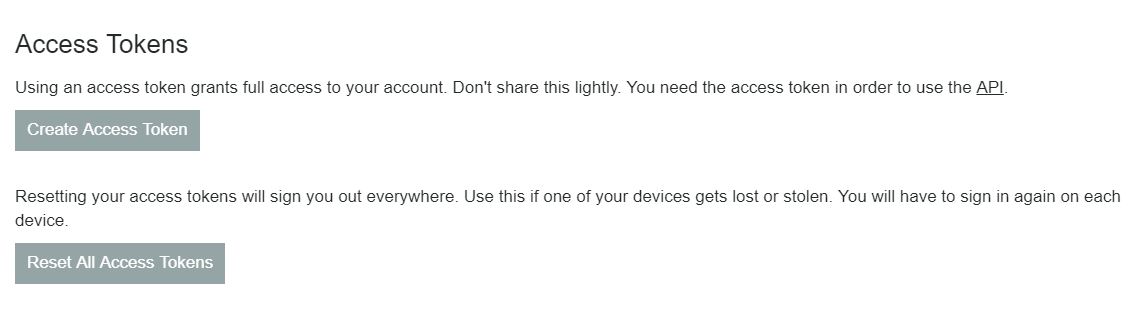 Access Tokens
Using an access token grants full access to your account. Don't share this lightly. You need the access token in order to use the API.
Create Access Token
Resetting your access tokens will sign you out everywhere. Use this if one of your devices gets lost or stolen. You will have to sign in again on each
device.
Reset All Access Tokens